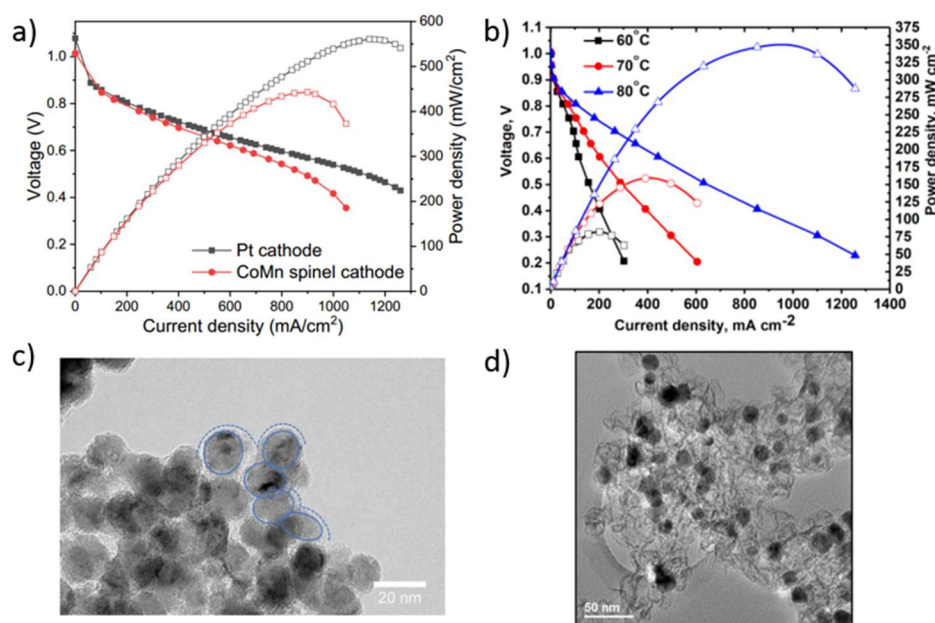 a)
Voltage (V)
1.0
0.8
0.6
0.4
0.2
0.0
0 200 400 600 800 1000 1200
Current density (mA/cm²)
600
500
400
300
200
100
0
Power density (mW/cm²)
Pt cathode
CoMn spinel cathode
b)
Voltage, V
1.1
1.0
0.9
0.8
0.7
0.6
0.5
0.4
0.3
0.2
0.1
0 200 400 600 800 1000 1200 1400
Current density, mA cm-2
375
350
325
300
275
250
225
200
175
150
125
100
75
50
25
0
Power density, mW cm-2
60°C
70°C
80°C
c)
20 nm
d)
50 nm